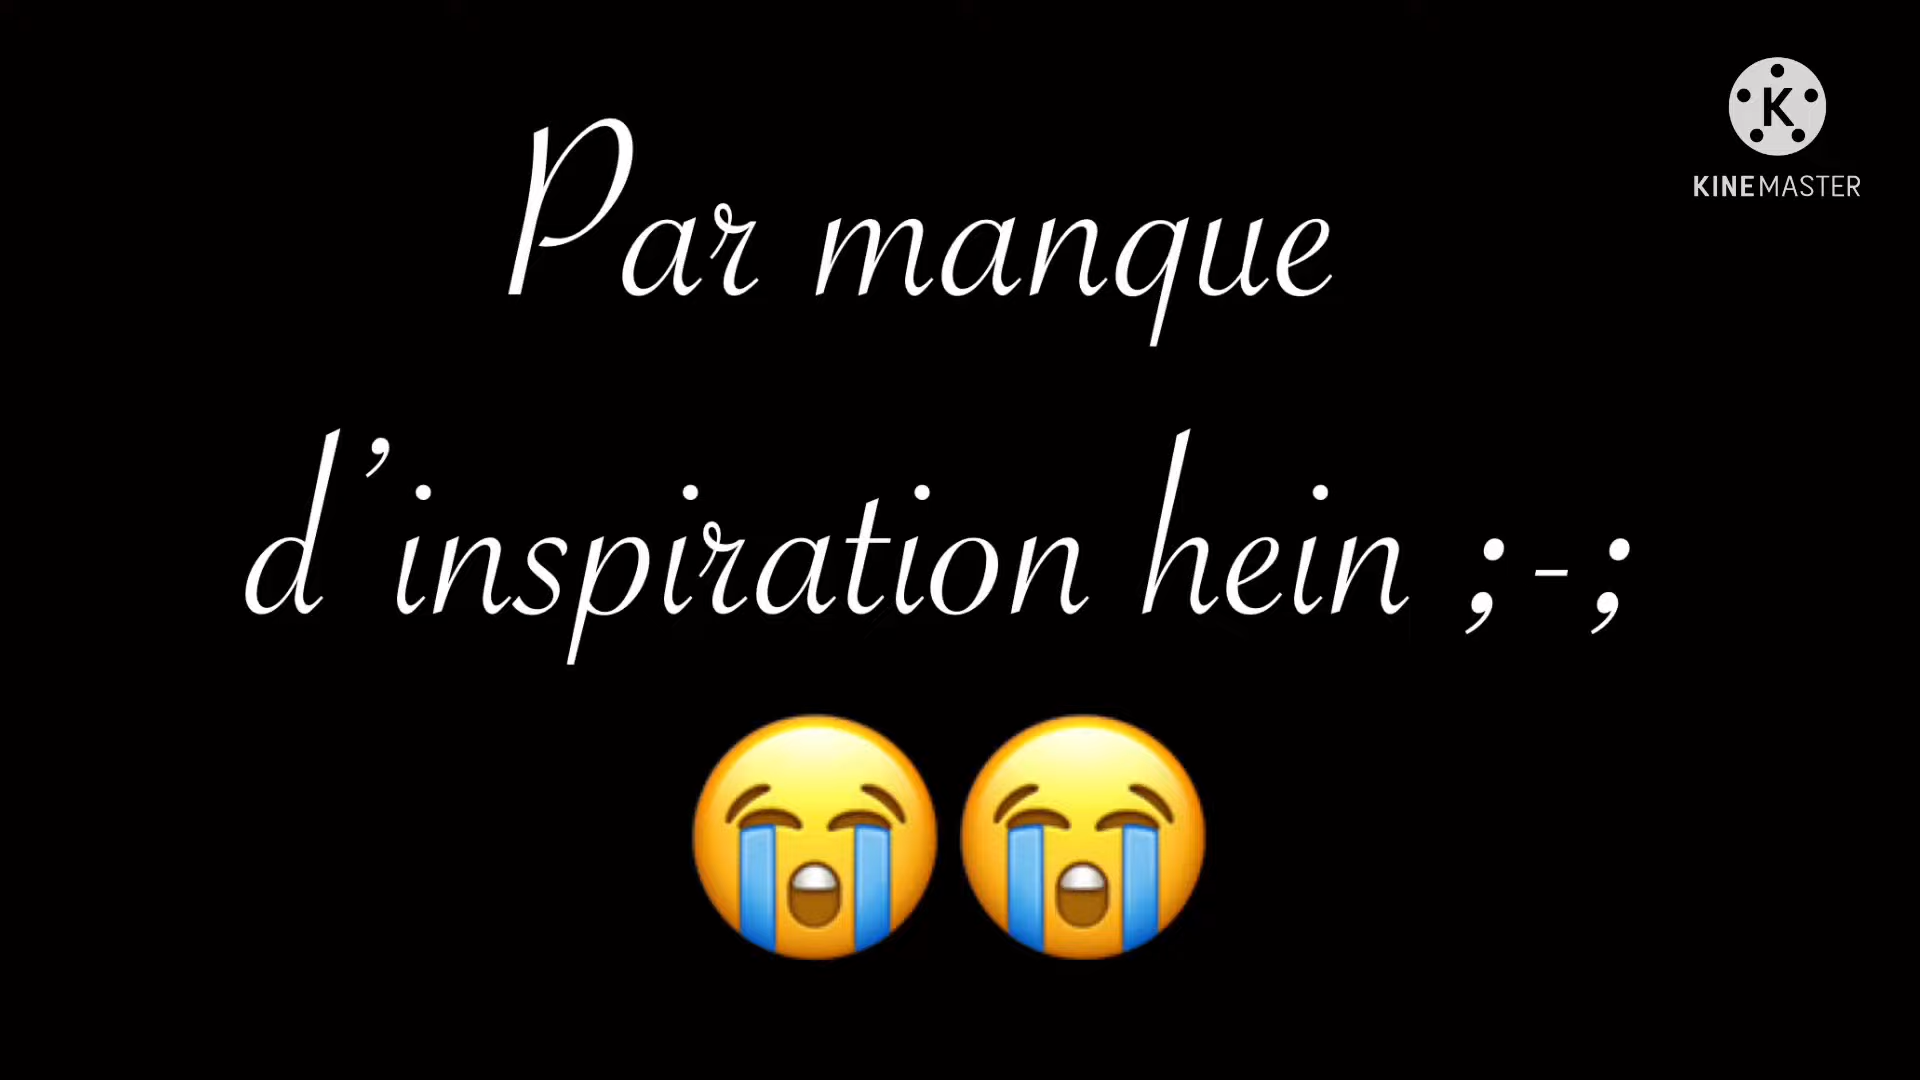 K
KINEMASTER
Par manque
d’inspiration hein ;-;
😭😭